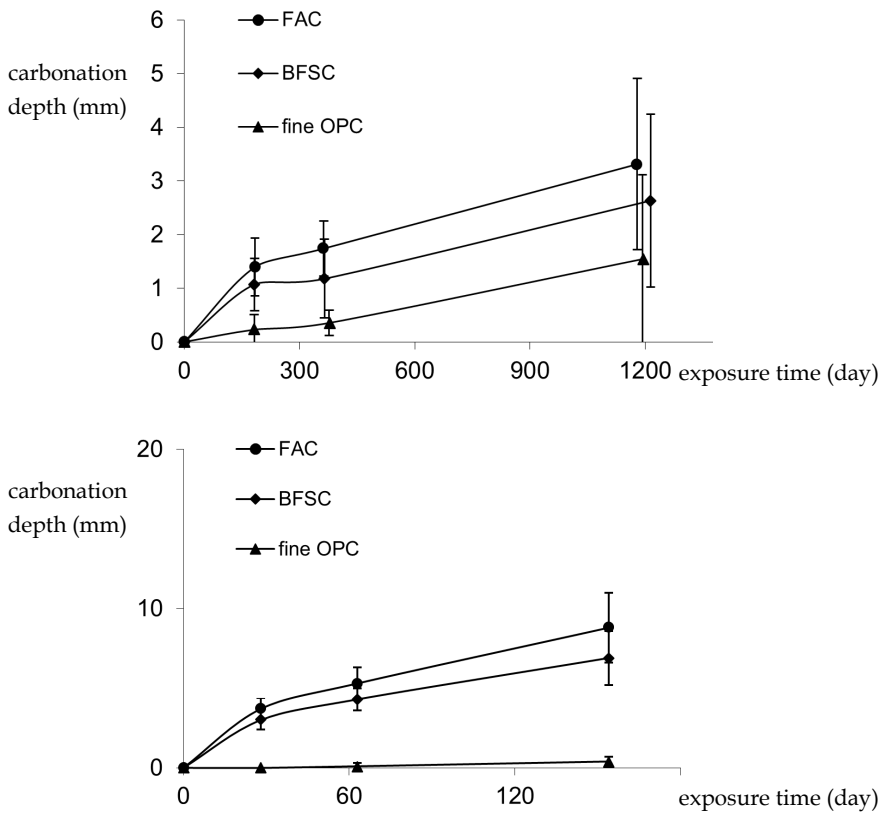 6
FAC
carbonation
depth (mm)
5
BFSC
4
fine OPC
3
2
1
0
0 300 600 900 1200 exposure time (day)
20
FAC
carbonation
depth (mm)
BFSC
fine OPC
10
0
0 60 120 exposure time (day)